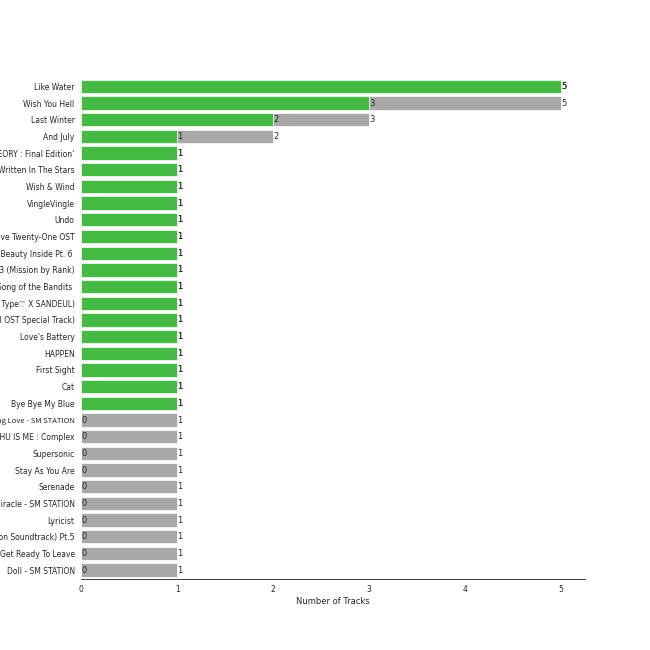 Like Water 5
Wish You Hell 3 5
Last Winter 2 3
And July 1 2
EORY : Final Edition' 1
Written In The Stars 1
Wish & Wind 1
VingleVingle 1
Undo 1
ve Twenty-One OST 1
Beauty Inside Pt. 6 1
3 (Mission by Rank) 1
Song of the Bandits 1
Type♡ X SANDEUL) 1
l OST Special Track) 1
Love's Battery 1
HAPPEN 1
First Sight 1
Cat 1
Bye Bye My Blue 1
g Love - SM STATION 0 1
HU IS ME : Complex 0 1
Supersonic 0 1
Stay As You Are 0 1
Serenade 0 1
iracle - SM STATION 0 1
Lyricist 0 1
on Soundtrack) Pt.5 0 1
Get Ready To Leave 0 1
Doll - SM STATION 0 1
0 1 2 3 4 5
Number of Tracks